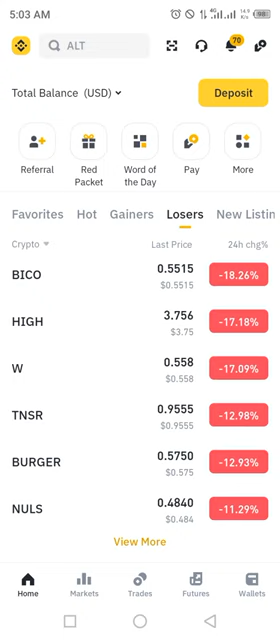 5:03 AM
4G
14.9 K/s
98
ALT
70
Total Balance (USD)
Deposit
Referral
Red Packet
Word of the Day
Pay
More
Favorites Hot Gainers Losers New Listin
Crypto Last Price 24h chg%
BICO 0.5515 -18.26%
$0.5515
HIGH 3.756 -17.18%
$3.75
W 0.558 -17.09%
$0.558
TNSR 0.9555 -12.98%
$0.9555
BURGER 0.5750 -12.93%
$0.575
NULS 0.4840 -11.29%
$0.484
View More
Home Markets Trades Futures Wallets